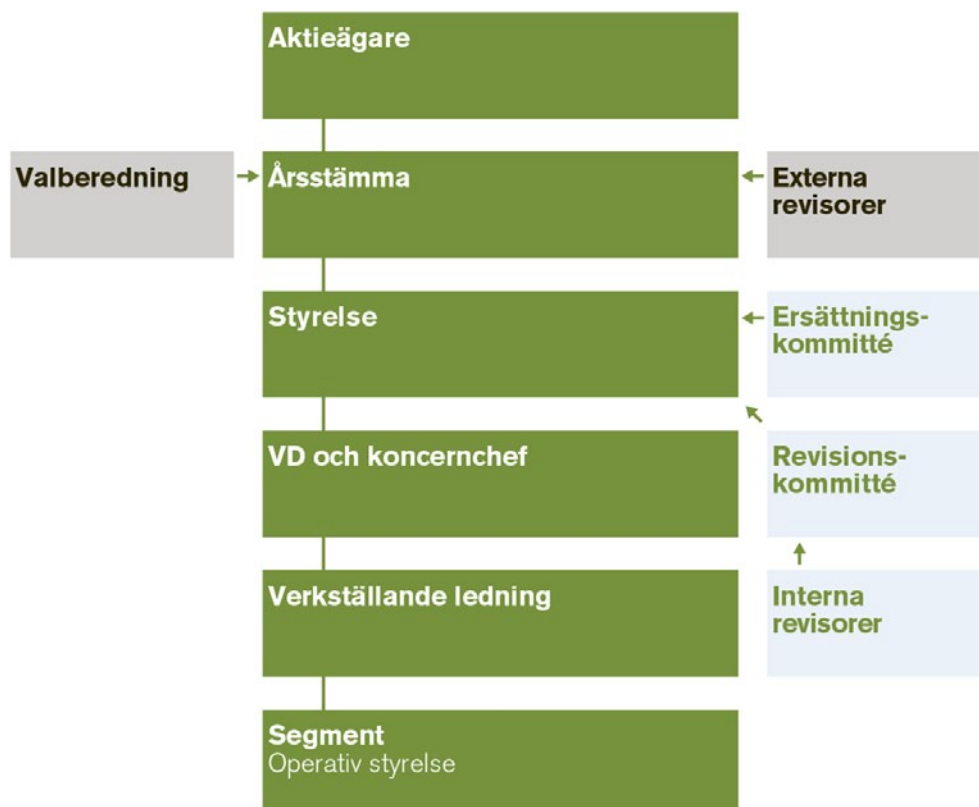 Aktieägare
Valberedning
Årsstämma
Externa
revisorer
Styrelse
Ersättnings-
kommitté
VD och koncernchef
Revisions-
kommitté
Verkställande ledning
Interna
revisorer
Segment
Operativ styrelse